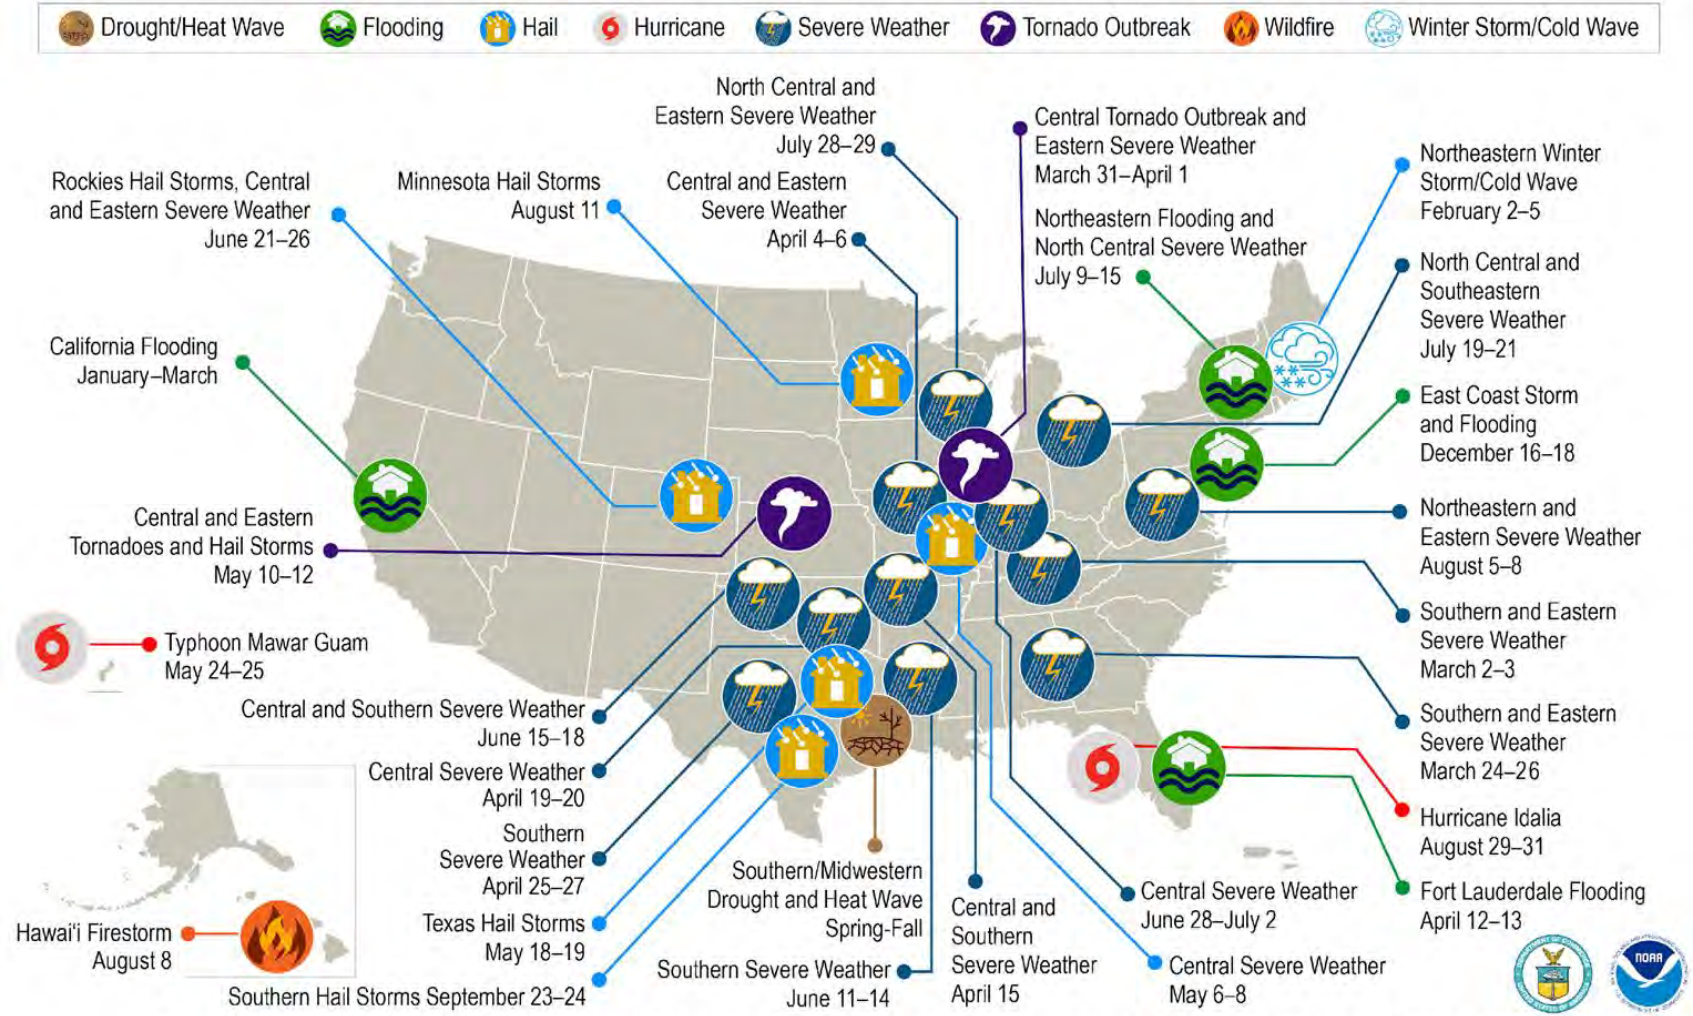 Drought/Heat Wave
Flooding
Hail
Hurricane
Severe Weather
Tornado Outbreak
Wildfire
Winter Storm/Cold Wave
North Central and
Eastern Severe Weather
July 28–29
Central Tornado Outbreak and
Eastern Severe Weather
March 31–April 1
Northeastern Winter
Storm/Cold Wave
February 2–5
Rockies Hail Storms, Central
and Eastern Severe Weather
June 21–26
Minnesota Hail Storms
August 11
Central and Eastern
Severe Weather
April 4–6
Northeastern Flooding and
North Central Severe Weather
July 9–15
North Central and
Southeastern
Severe Weather
July 19–21
California Flooding
January–March
East Coast Storm
and Flooding
December 16–18
Central and Eastern
Tornadoes and Hail Storms
May 10–12
Northeastern and
Eastern Severe Weather
August 5–8
Southern and Eastern
Severe Weather
March 2–3
Typhoon Mawar Guam
May 24–25
Central and Southern Severe Weather
June 15–18
Southern and Eastern
Severe Weather
March 24–26
Central Severe Weather
April 19–20
Southern
Severe Weather
April 25–27
Hurricane Idalia
August 29–31
Texas Hail Storms
May 18–19
Southern/Midwestern
Drought and Heat Wave
Spring-Fall
Central and
Southern
Severe Weather
April 15
Central Severe Weather
June 28–July 2
Fort Lauderdale Flooding
April 12–13
Hawai'i Firestorm
August 8
Southern Hail Storms September 23–24
Southern Severe Weather
June 11–14
Central Severe Weather
May 6–8
NOAA